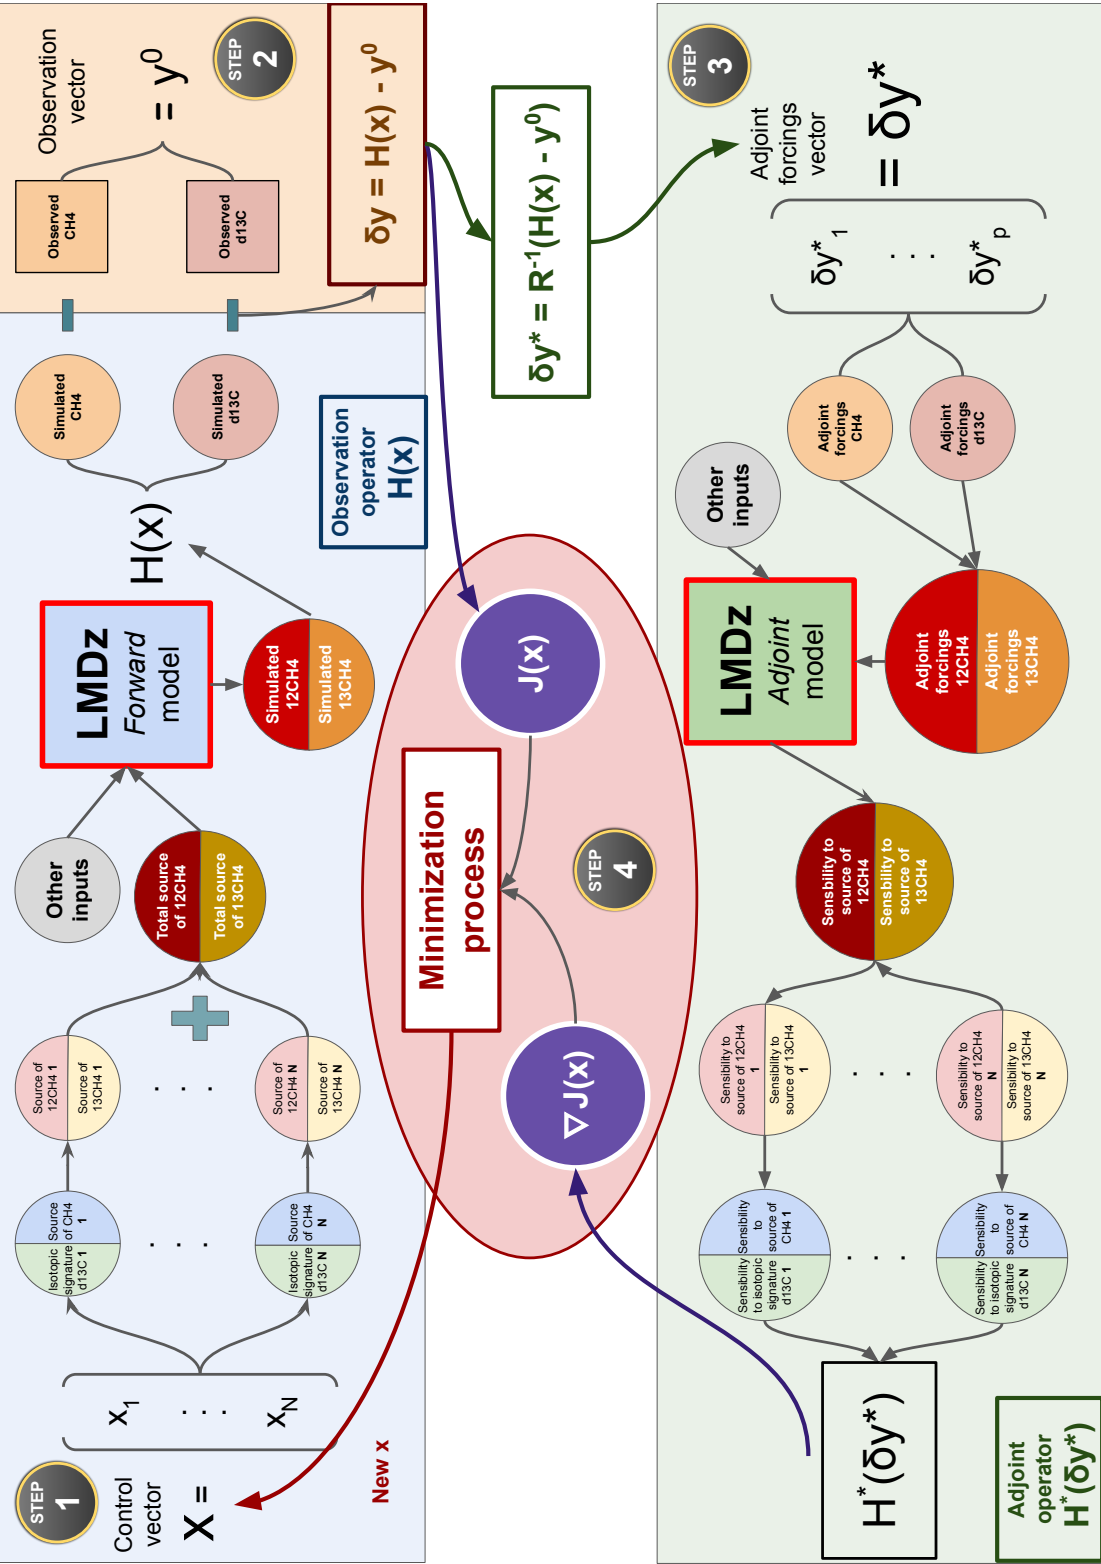 STEP
1
Control
vector
X =
x1
. . .
xN
Isotopic
signature
d13C 1
Source
of CH4
1
. . .
Isotopic
signature
d13C N
Source
of CH4
N
Source of
12CH4 1
Source of
13CH4 1
. . .
Source of
12CH4 N
Source of
13CH4 N
Total source
of 12CH4
Total source
of 13CH4
Other
inputs
LMDz
Forward
model
Simulated
12CH4
Simulated
13CH4
H(x)
Simulated
CH4
Simulated
d13C
Observation
operator
H(x)
Observed
CH4
Observed
d13C
Observation
vector
= y0
STEP
2
δy = H(x) - y0
δy* = R-1(H(x) - y0)
New x
Minimization
process
∇J(x)
J(x)
STEP
4
STEP
3
Adjoint
forcings
vector
= δy*
δy*1
. . .
δy*p
Adjoint
forcings
CH4
Adjoint
forcings
d13C
Other
inputs
Adjoint
forcings
12CH4
Adjoint
forcings
13CH4
LMDz
Adjoint
model
Sensbility to
source of
12CH4
Sensibility to
source of
13CH4
Sensibility to
source of 12CH4
1
Sensibility to
source of 13CH4
1
. . .
Sensibility to
source of 12CH4
N
Sensibility to
source of 13CH4
N
Sensibility
to
source of
CH4 1
Sensibility
to isotopic
signature
d13C 1
. . .
Sensibility
to
source of
CH4 N
Sensibility
to isotopic
signature
d13C N
H*(δy*)
Adjoint
operator
H*(δy*)